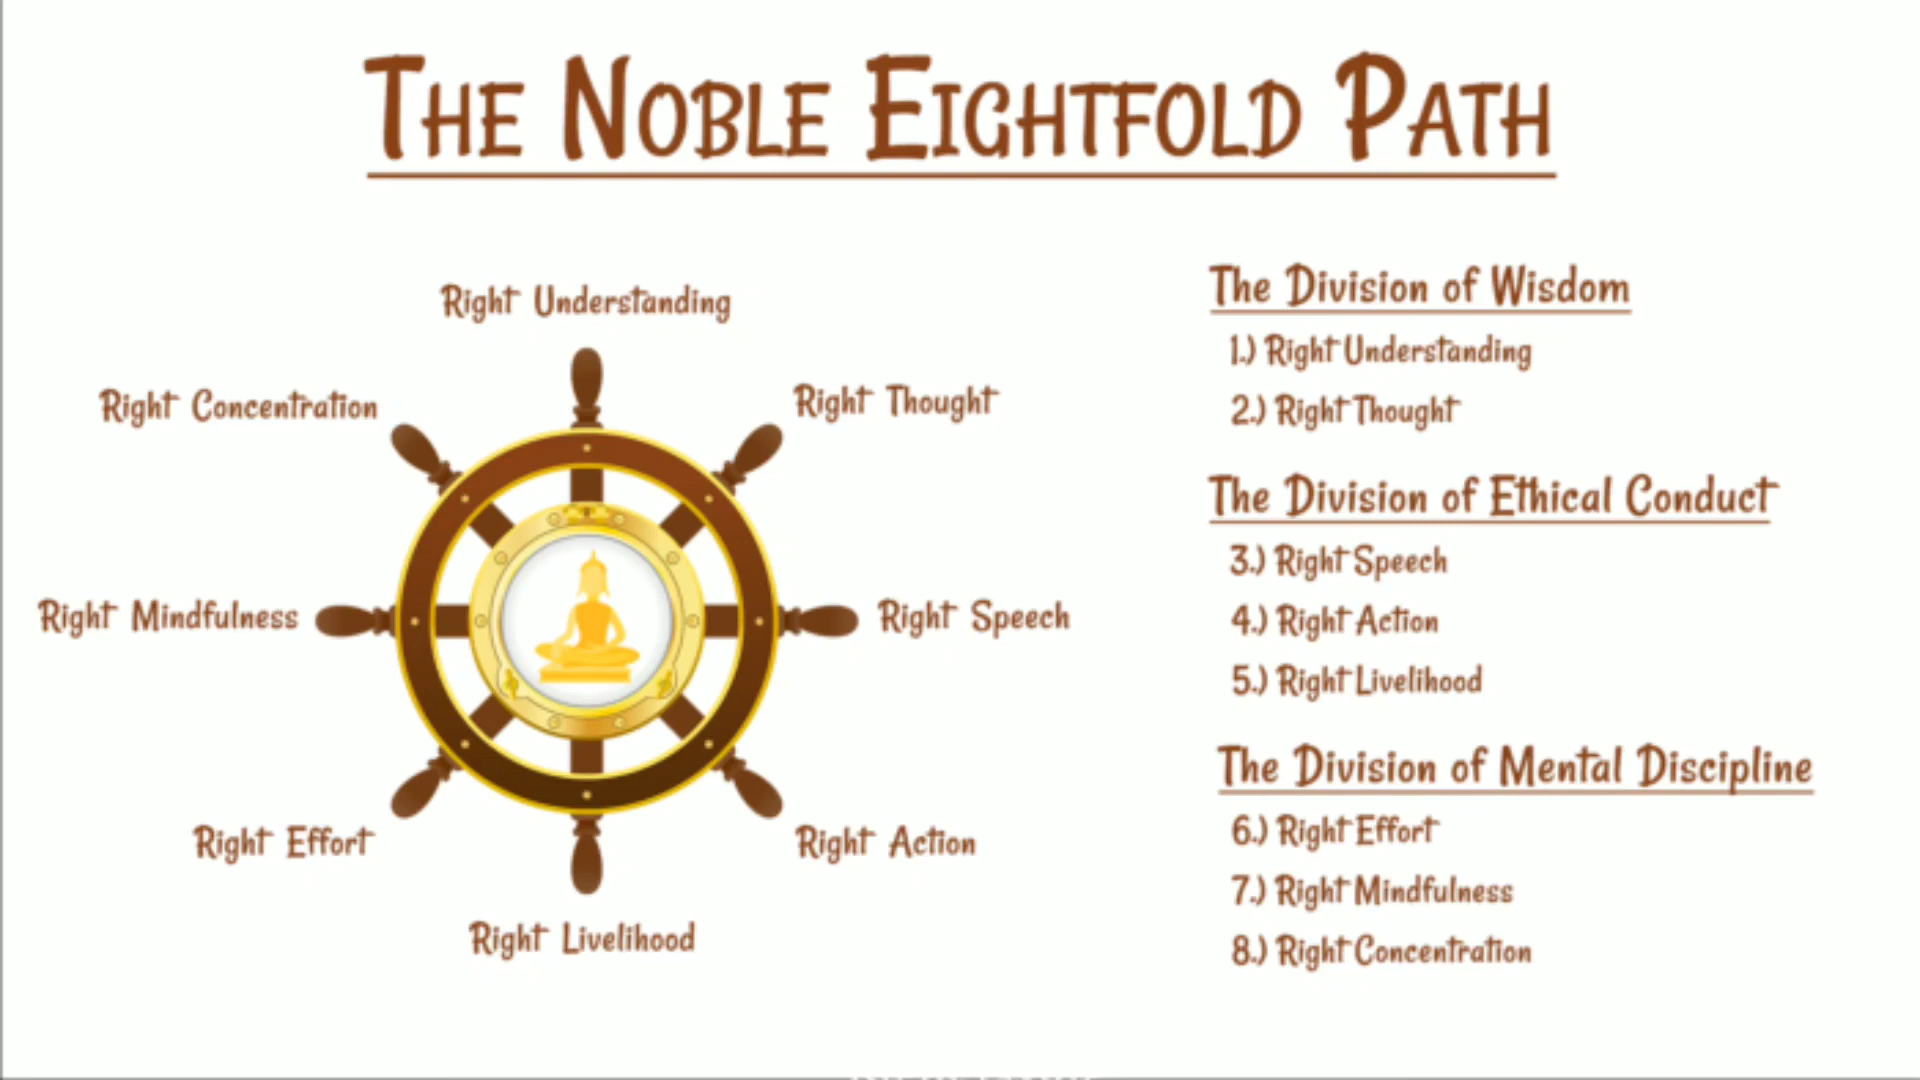 THE NOBLE EIGHTFOLD PATH
Right Understanding
Right Concentration
Right Thought
Right Mindfulness
Right Speech
Right Effort
Right Action
Right Livelihood
The Division of Wisdom
1.) Right Understanding
2.) Right Thought
The Division of Ethical Conduct
3.) Right Speech
4.) Right Action
5.) Right Livelihood
The Division of Mental Discipline
6.) Right Effort
7.) Right Mindfulness
8.) Right Concentration